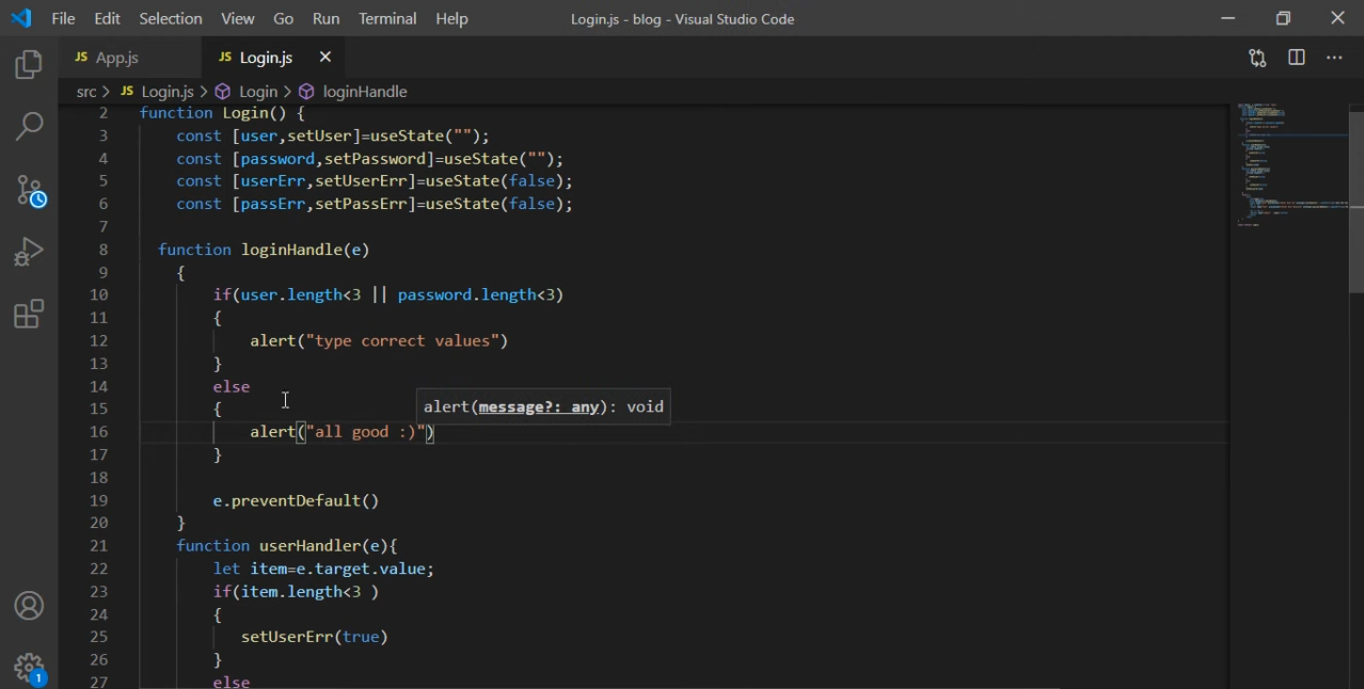 File Edit Selection View Go Run Terminal Help Login.js - blog - Visual Studio Code
JS App.js JS Login.js
src > JS Login.js > Login > loginHandle
2 function Login() {
3 const [user,setUser]=useState("");
4 const [password,setPassword]=useState("");
5 const [userErr,setUserErr]=useState(false);
6 const [passErr,setPassErr]=useState(false);
7
8 function loginHandle(e)
9 {
10 if(user.length<3 || password.length<3)
11 {
12 alert("type correct values")
13 }
14 else
15 {
alert(message?: any): void
16 alert("all good :)")
17 }
18
19 e.preventDefault()
20 }
21 function userHandler(e){
22 let item=e.target.value;
23 if(item.length<3 )
24 {
25 setUserErr(true)
26 }
27 else
1